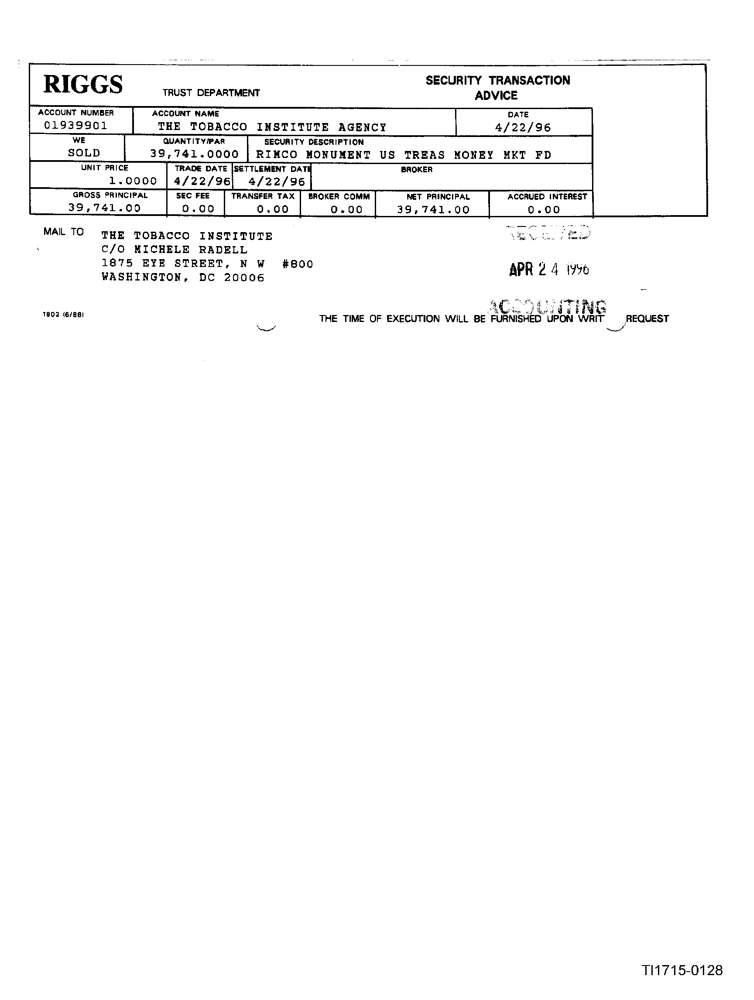 RIGGS TRUST DEPARTMENT SECURITY TRANSACTION
ADVICE
ACCOUNT NUMBER ACCOUNT NAME DATE
01939901 THE TOBACCO INSTITUTE AGENCY 4/22/96
WE QUANTITY/PAR SECURITY DESCRIPTION
SOLD 39,741.0000 RIMCO MONUMENT US TREAS MONEY MKT FD
UNIT PRICE TRADE DATE SETTLEMENT DATE BROKER
1.0000 4/22/96 4/22/96
GROSS PRINCIPAL SEC FEE TRANSFER TAX BROKER COMM NET PRINCIPAL ACCRUED INTEREST
39,741.00 0.00 0.00 0.00 39,741.00 0.00
MAIL TO THE TOBACCO INSTITUTE RECEIVED
C/O MICHELE RADELL
1875 EYE STREET, N W #800 APR 24 1996
WASHINGTON, DC 20006
ACCOUNTING
1802 (6/88) THE TIME OF EXECUTION WILL BE FURNISHED UPON WRIT REQUEST
TI1715-0128